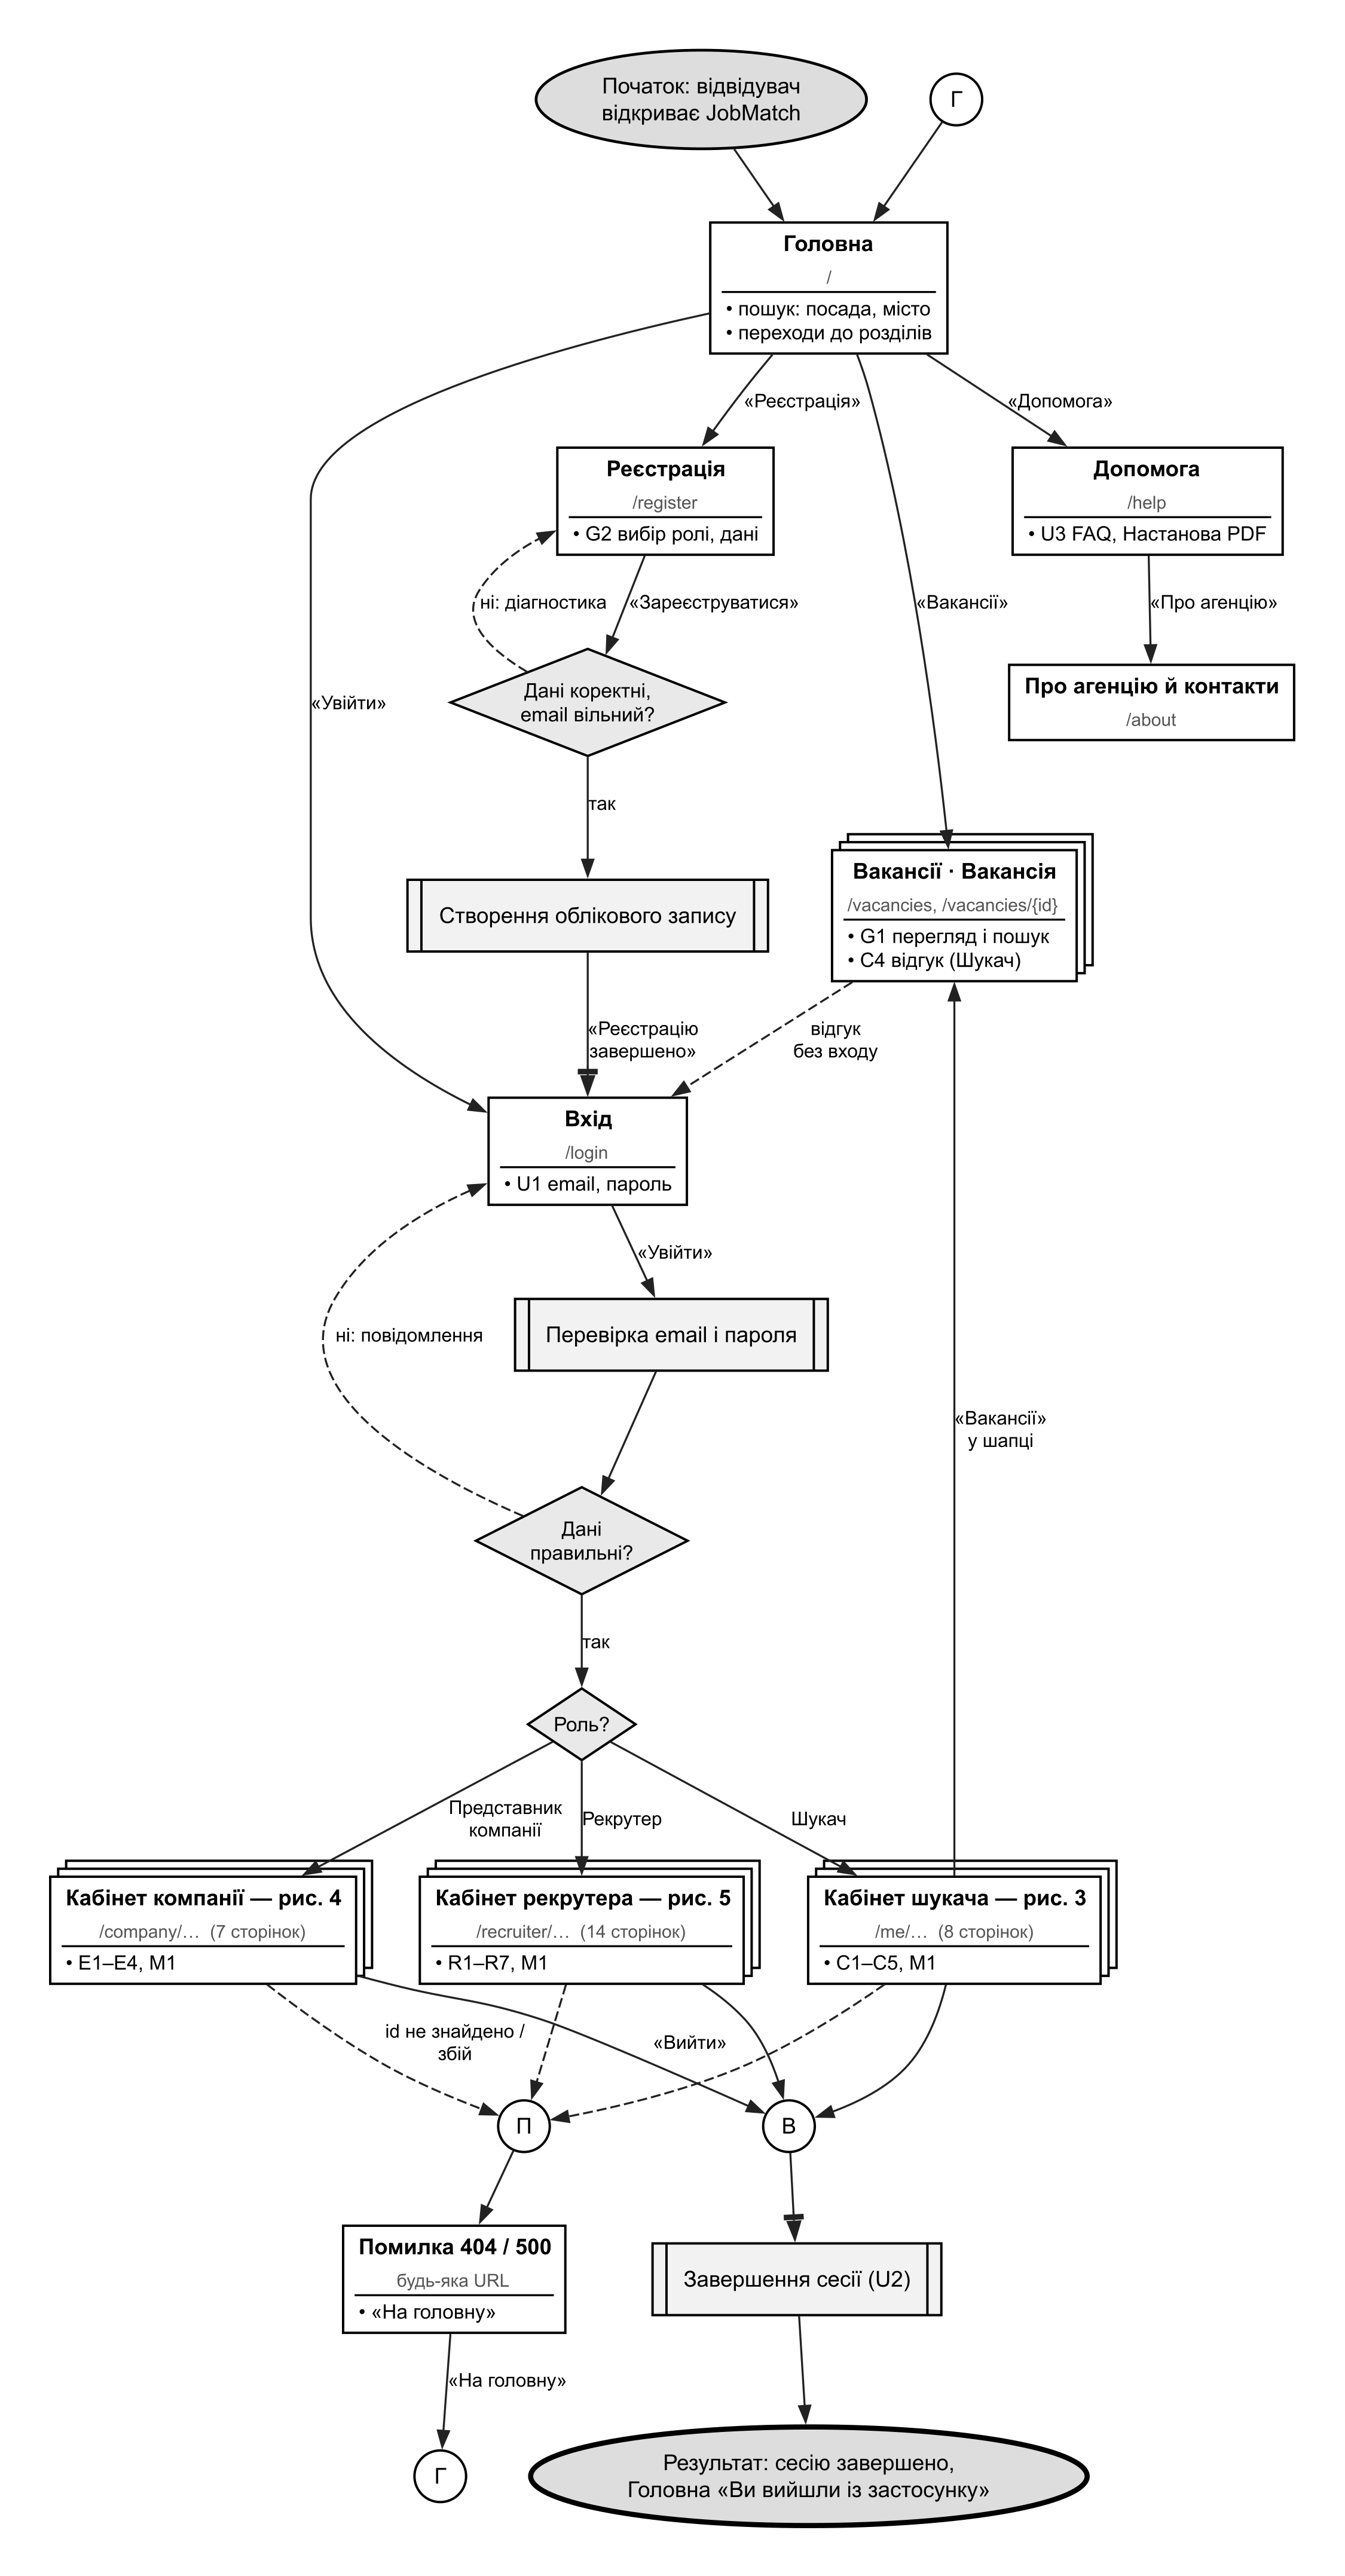 Початок: відвідувач
відкриває JobMatch
Г
Головна
/
• пошук: посада, місто
• переходи до розділів
«Реєстрація»
«Допомога»
Реєстрація
/register
• G2 вибір ролі, дані
Допомога
/help
• U3 FAQ, Настанова PDF
ні: діагностика
«Зареєструватися»
«Вакансії»
«Про агенцію»
Дані коректні,
email вільний?
Про агенцію й контакти
/about
«Увійти»
так
Вакансії · Вакансія
/vacancies, /vacancies/{id}
• G1 перегляд і пошук
• C4 відгук (Шукач)
Створення облікового запису
«Реєстрацію
завершено»
відгук
без входу
Вхід
/login
• U1 email, пароль
«Увійти»
Перевірка email і пароля
ні: повідомлення
«Вакансії»
у шапці
Дані
правильні?
так
Роль?
Представник
компанії
Рекрутер
Шукач
Кабінет компанії — рис. 4
/company/… (7 сторінок)
• E1–E4, M1
Кабінет рекрутера — рис. 5
/recruiter/… (14 сторінок)
• R1–R7, M1
Кабінет шукача — рис. 3
/me/… (8 сторінок)
• C1–C5, M1
id не знайдено /
збій
«Вийти»
П
В
Помилка 404 / 500
будь-яка URL
• «На головну»
Завершення сесії (U2)
«На головну»
Г
Результат: сесію завершено,
Головна «Ви вийшли із застосунку»